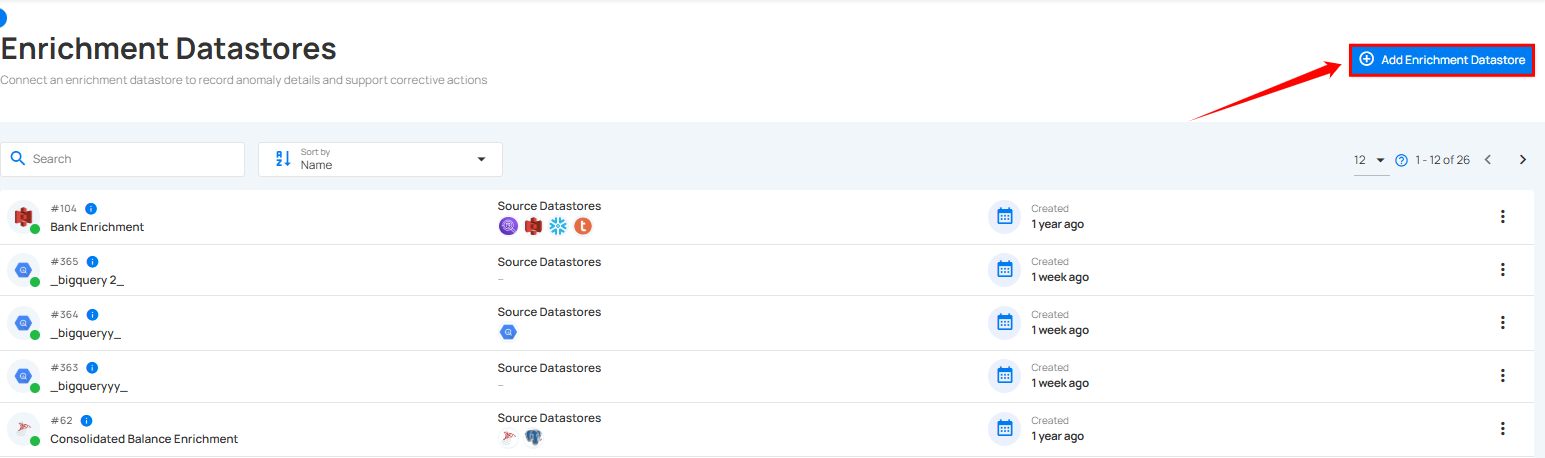 Enrichment Datastores
Connect an enrichment datastore to record anomaly details and support corrective actions
Add Enrichment Datastore
Search
Sort by
Name
12
1 - 12 of 26
#104
Bank Enrichment
Source Datastores
Created
1 year ago
#365
_bigquery 2_
Source Datastores
–
Created
1 week ago
#364
_bigqueryy_
Source Datastores
Created
1 week ago
#363
_bigqueryyy_
Source Datastores
–
Created
1 week ago
#62
Consolidated Balance Enrichment
Source Datastores
Created
1 year ago